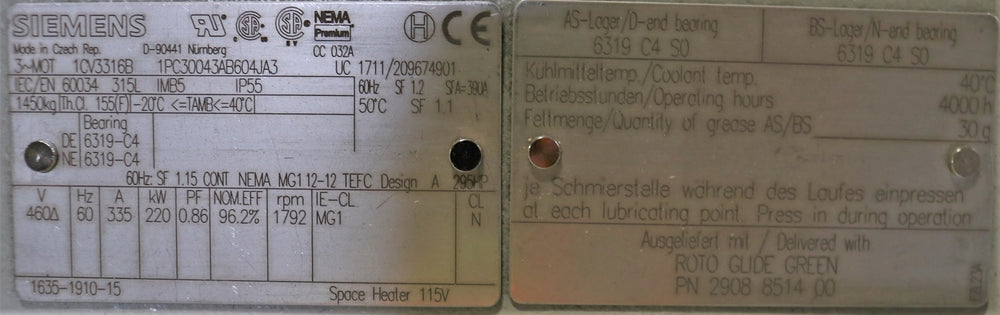 SIEMENS
NEMA
Premium
CE
Made in Czech Rep. D-90441 Nürnberg CC 032A
3~MOT 1CV3316B 1PC30043AB604JA3 UC 1711/209674901
IEC/EN 60034 315L IMB5 IP55 60Hz SF 1.2 SFA=390A
1450kg Th.Cl. 155(F) -20°C <=TAMB<=40°C 50°C SF 1.1
Bearing
DE 6319-C4
NE 6319-C4
60Hz: SF 1.15 CONT NEMA MG1 12-12 TEFC Design A 295HP
V Hz A kW PF NOM.EFF rpm IE-CL CL
460Δ 60 335 220 0.86 96.2% 1792 MG1 N
1635-1910-15 Space Heater 115V
AS-Lager/D-end bearing
6319 C4 S0
BS-Lager/N-end bearing
6319 C4 S0
Kühlmitteltemp./Coolant temp. 40°C
Betriebsstunden/Operating hours 4000 h
Fettmenge/Quantity of grease AS/BS 30 g
je Schmierstelle während des Laufes einpressen
at each lubricating point. Press in during operation
Ausgeliefert mit / Delivered with
ROTO GLIDE GREEN
PN 2908 8514 00